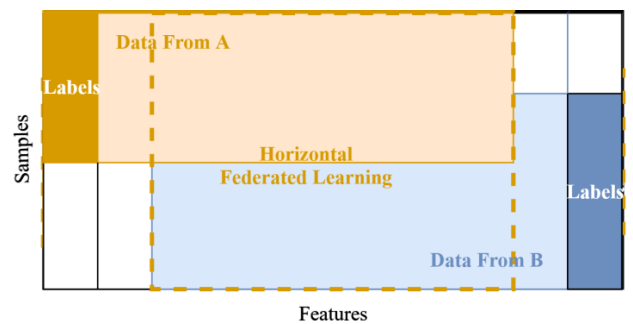 Data From A
Labels
Horizontal
Federated Learning
Samples
Labels
Data From B
Features